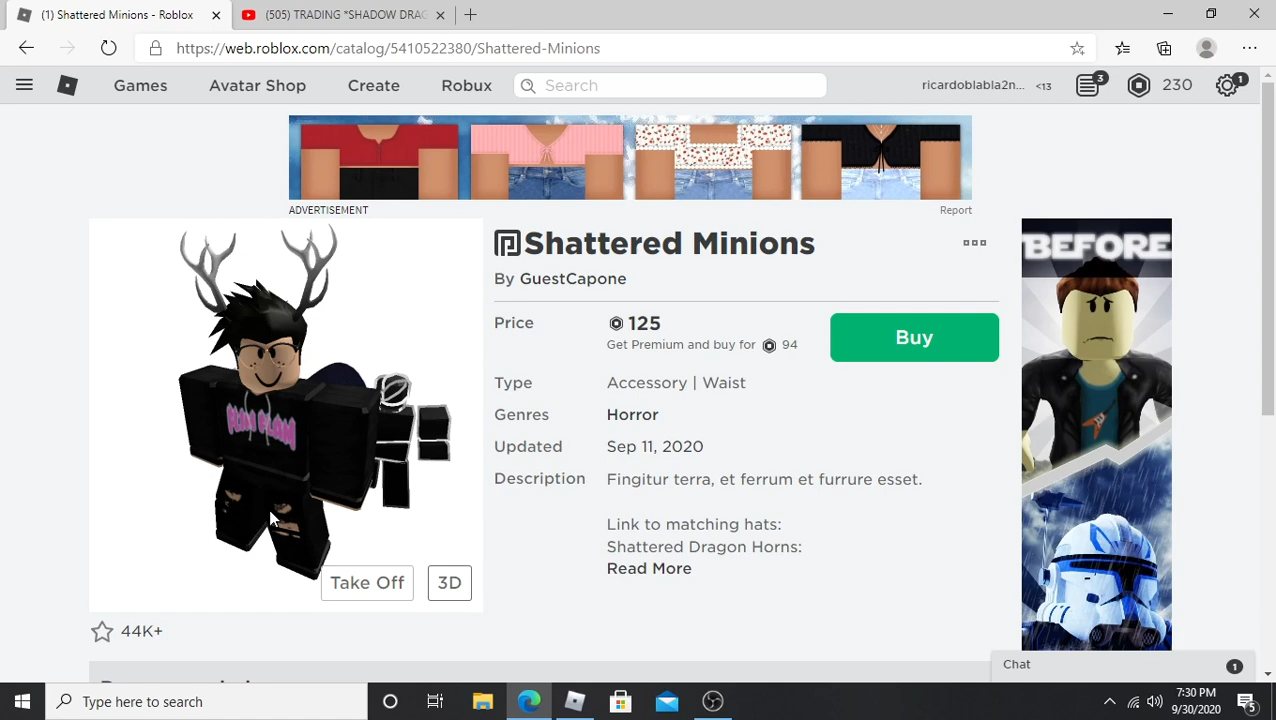 (1) Shattered Minions - Roblox
(505) TRADING *SHADOW DRAG
https://web.roblox.com/catalog/5410522380/Shattered-Minions
Games
Avatar Shop
Create
Robux
Search
ricardoblabla2n... <13
3
230
1
ADVERTISEMENT
Report
Shattered Minions
By GuestCapone
BEFORE
Price
125
Get Premium and buy for 94
Buy
Type
Accessory | Waist
Genres
Horror
Updated
Sep 11, 2020
Description
Fingitur terra, et ferrum et furrure esset.
Link to matching hats:
Shattered Dragon Horns:
Read More
FLAM FLAM
Take Off
3D
44K+
Chat
1
Type here to search
7:30 PM
9/30/2020
5